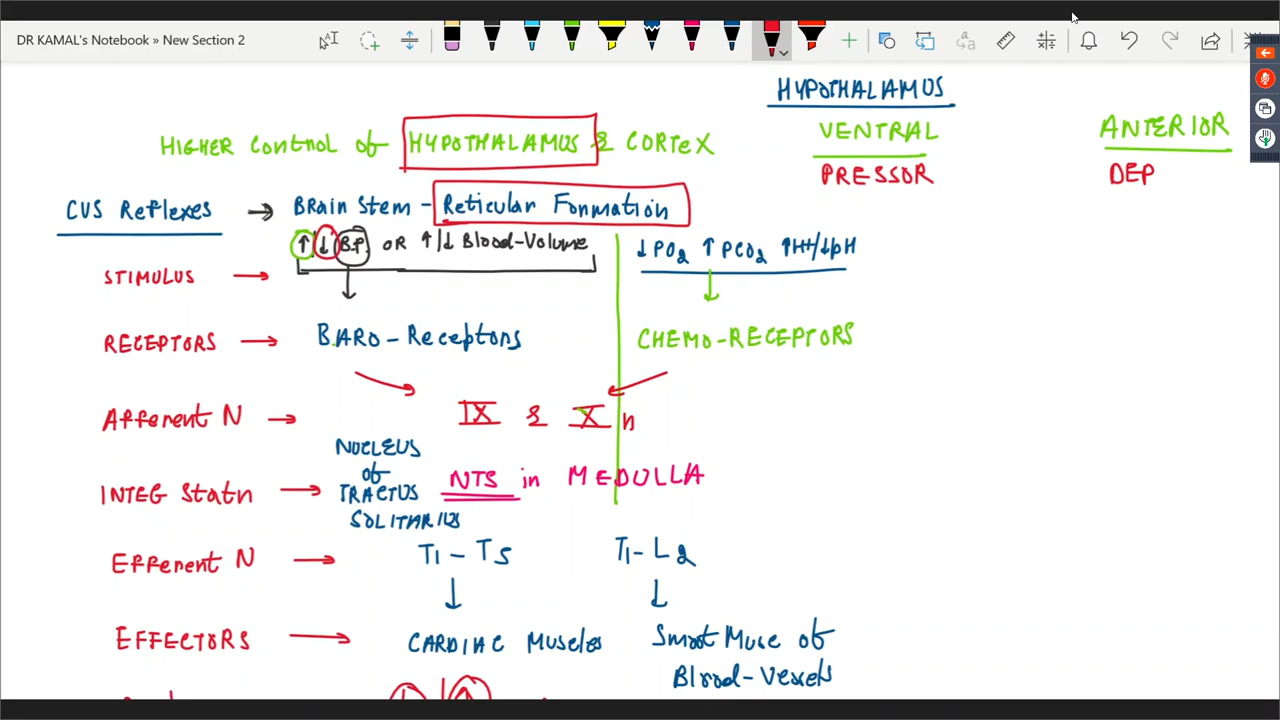 DR KAMAL's Notebook » New Section 2
HYPOTHALAMUS
HIGHER Control of HYPOTHALAMUS & CORTEX
VENTRAL
ANTERIOR
PRESSOR
DEP
CVS Reflexes → Brain Stem - Reticular Formation
STIMULUS → ↑/↓ BP OR ↑/↓ Blood-Volume
↓PO2 ↑PCO2 ↑H+/↓pH
RECEPTORS → BARO-Receptors
CHEMO-RECEPTORS
Afferent N → IX & X n
INTEG Statn → NUCLEUS
of
TRACTUS
SOLITARIUS
NTS in MEDULLA
Efferent N → T1-T5 T1-L2
EFFECTORS → CARDIAC Muscles
Smoot Musc of
Blood-Vessels